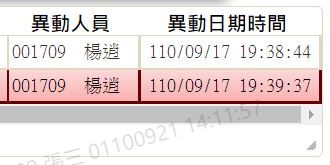 異動人員 異動日期時間
001709 楊逍 110/09/17 19:38:44
001709 楊逍 110/09/17 19:39:37
張三 01100921 14:11:57